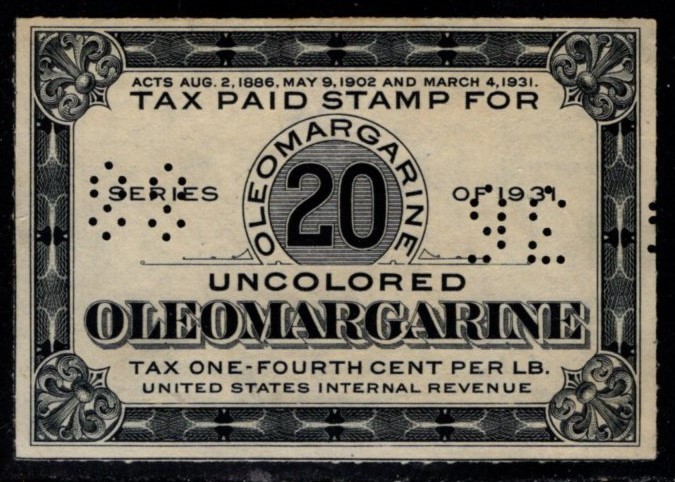 ACTS AUG. 2, 1886, MAY 9, 1902 AND MARCH 4, 1931.
TAX PAID STAMP FOR
OLEOMARGARINE
SERIES 20 OF 1931
UNCOLORED
OLEOMARGARINE
TAX ONE-FOURTH CENT PER LB.
UNITED STATES INTERNAL REVENUE